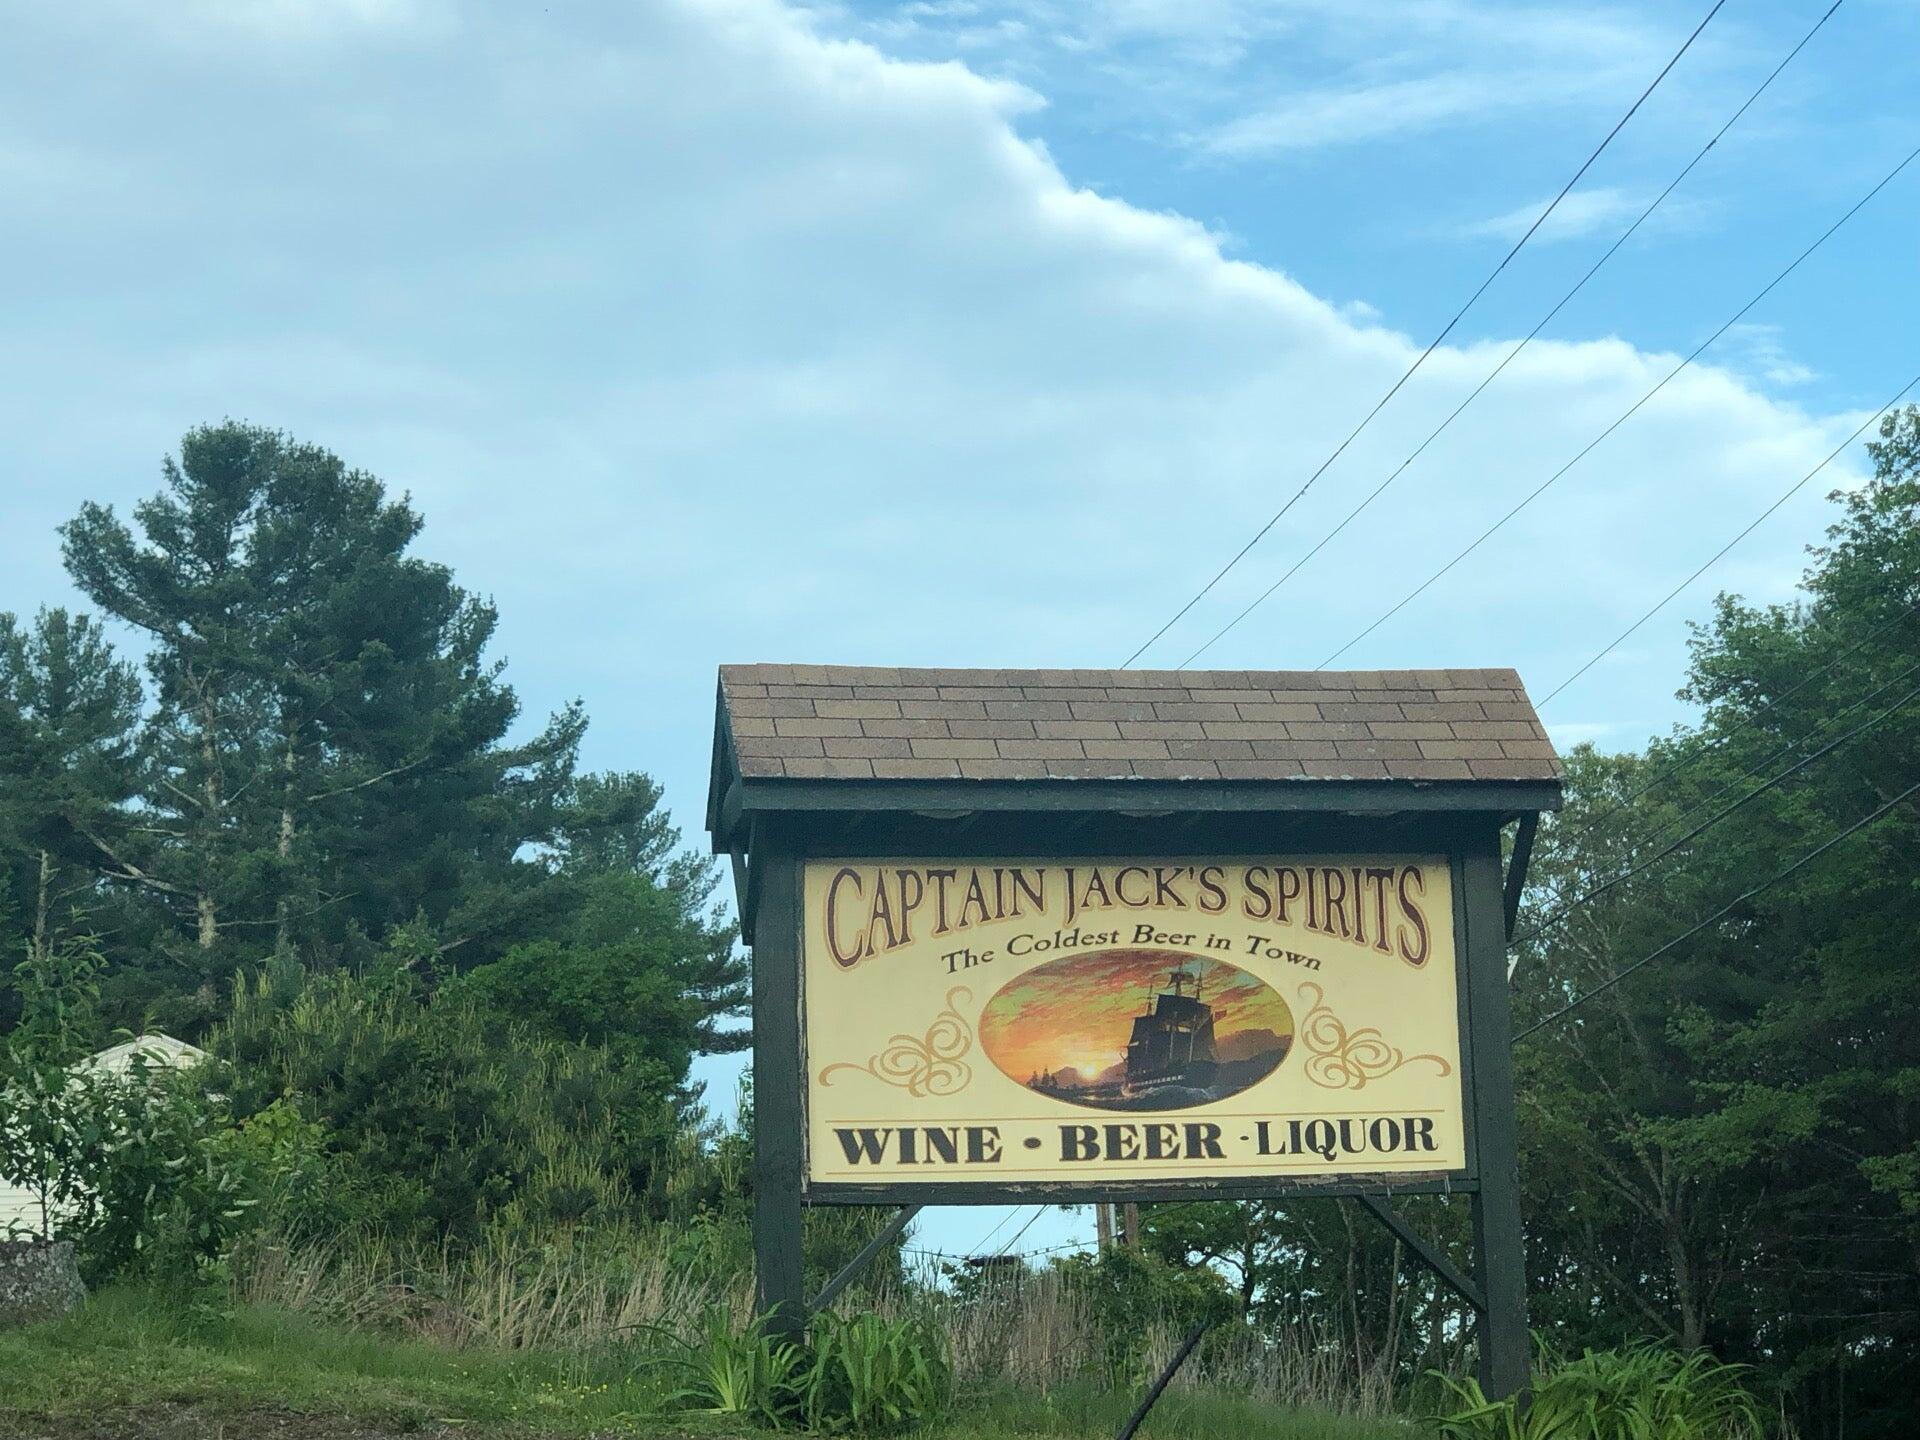 CAPTAIN JACK'S SPIRITS
The Coldest Beer in Town
WINE • BEER · LIQUOR